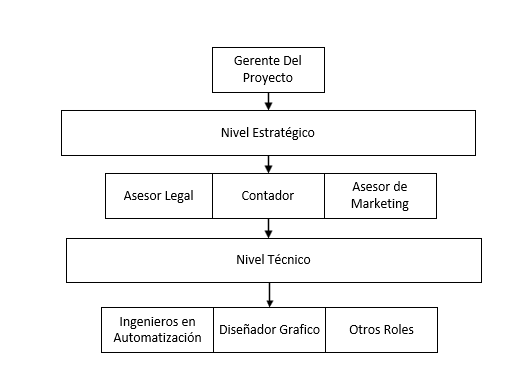 Gerente Del
Proyecto
Nivel Estratégico
Asesor Legal
Contador
Asesor de
Marketing
Nivel Técnico
Ingenieros en
Automatización
Diseñador Grafico
Otros Roles